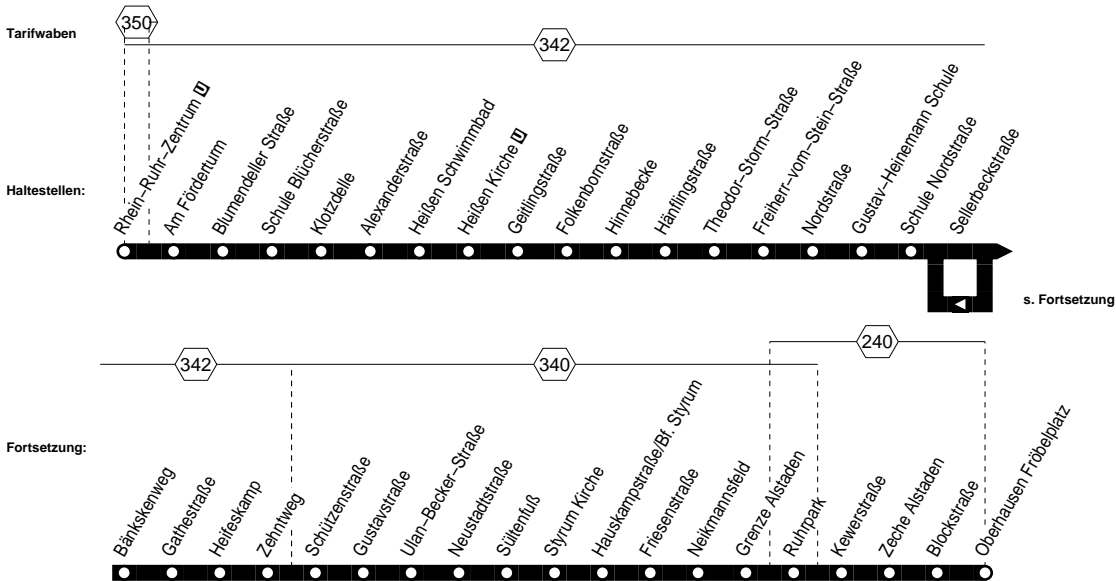 Tarifwaben
350
342
Haltestellen:
Rhein-Ruhr-Zentrum U
Am Förderturm
Blumendeller Straße
Schule Blücherstraße
Klotzdelle
Alexanderstraße
Heißen Schwimmbad
Heißen Kirche U
Geitlingstraße
Folkenbornstraße
Hinnebecke
Hänflingstraße
Theodor-Storm-Straße
Freiherr-vom-Stein-Straße
Nordstraße
Gustav-Heinemann Schule
Schule Nordstraße
Sellerbeckstraße
s. Fortsetzung
342
340
240
Fortsetzung:
Bänkskenweg
Gathestraße
Heifeskamp
Zehntweg
Schützenstraße
Gustavstraße
Ulan-Becker-Straße
Neustadtstraße
Sültenfuß
Styrum Kirche
Hauskampstraße/Bf. Styrum
Friesenstraße
Neikmannsfeld
Grenze Alstaden
Ruhrpark
Kewerstraße
Zeche Alstaden
Blockstraße
Oberhausen Fröbelplatz